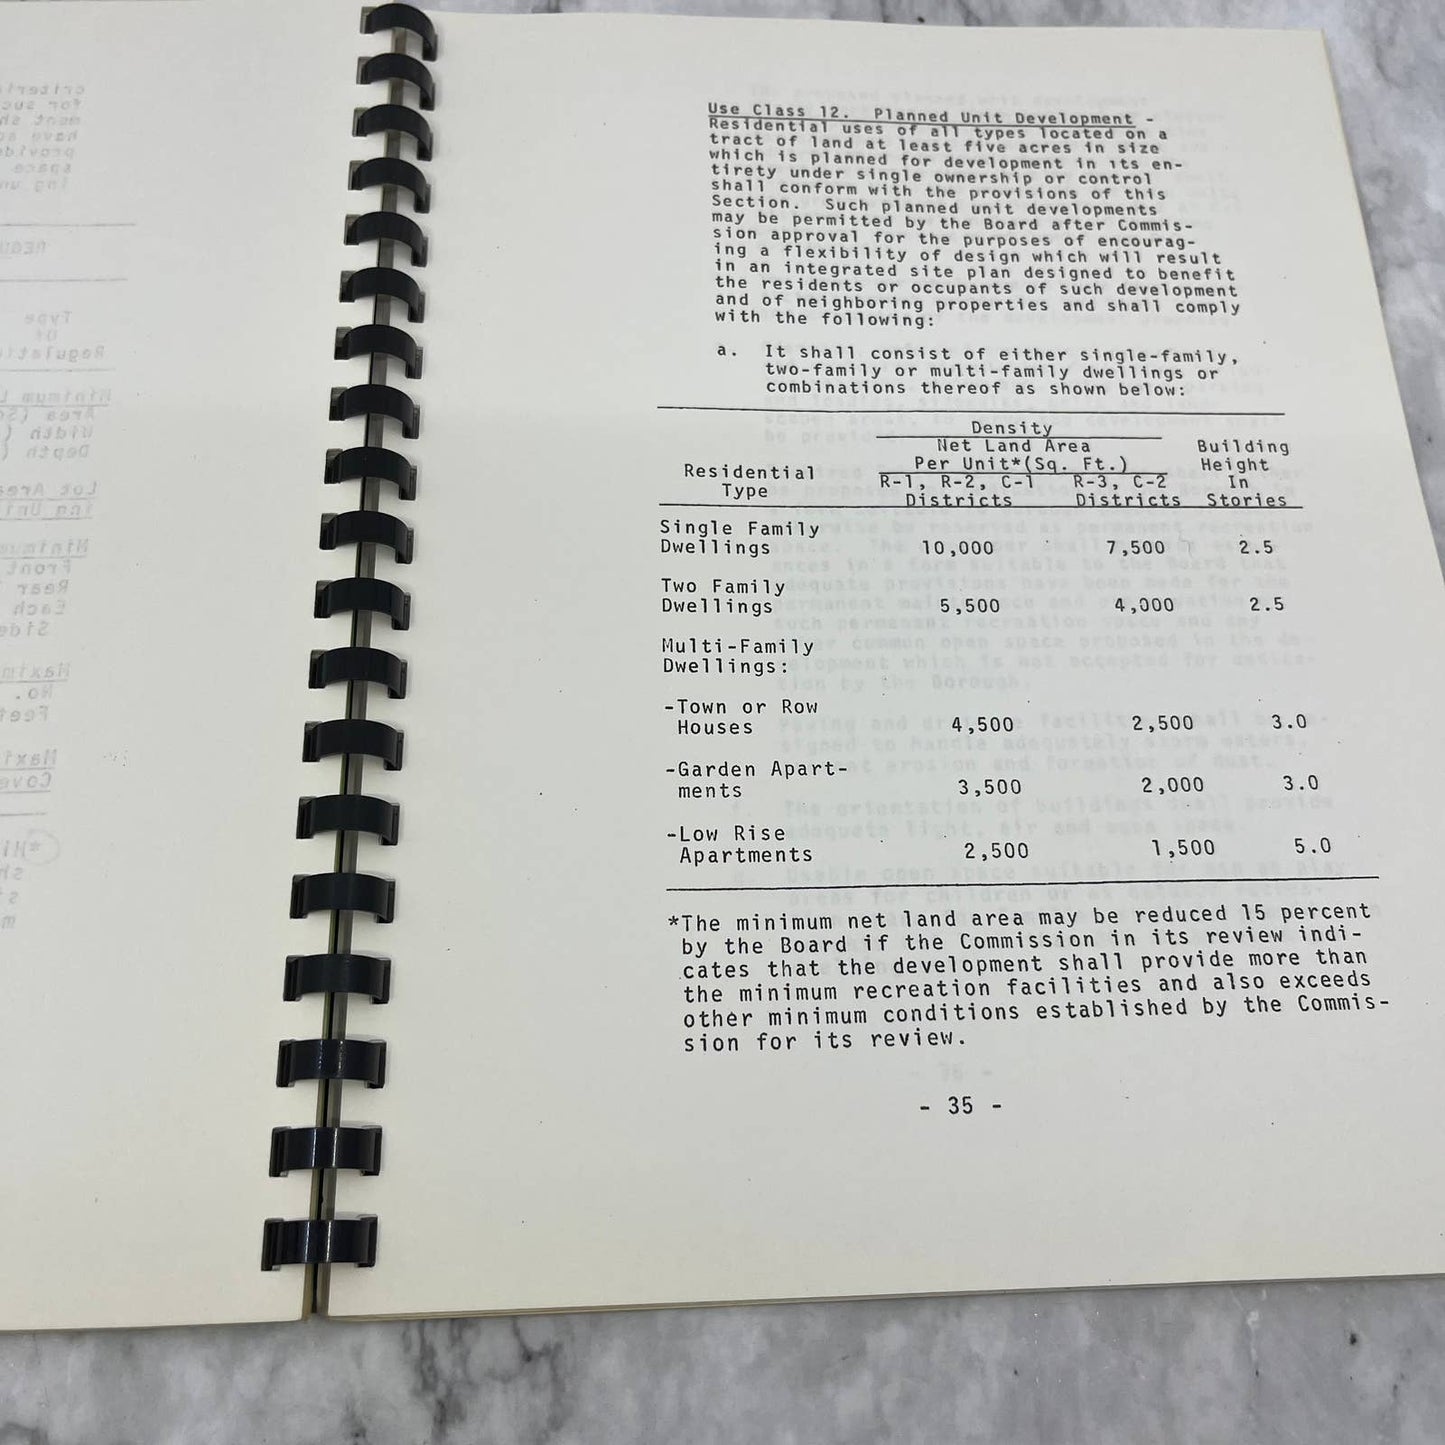 Use Class 12. Planned Unit Development -
Residential uses of all types located on a
tract of land at least five acres in size
which is planned for development in its en-
tirety under single ownership or control
shall conform with the provisions of this
Section. Such planned unit developments
may be permitted by the Board after Commis-
sion approval for the purposes of encourag-
ing a flexibility of design which will result
in an integrated site plan designed to benefit
the residents or occupants of such development
and of neighboring properties and shall comply
with the following:
a. It shall consist of either single-family,
two-family or multi-family dwellings or
combinations thereof as shown below:
Density
Net Land Area Building
Residential Per Unit*(Sq. Ft.) Height
Type R-1, R-2, C-1 R-3, C-2 In
Districts Districts Stories
Single Family
Dwellings 10,000 7,500 2.5
Two Family
Dwellings 5,500 4,000 2.5
Multi-Family
Dwellings:
-Town or Row
Houses 4,500 2,500 3.0
-Garden Apart-
ments 3,500 2,000 3.0
-Low Rise
Apartments 2,500 1,500 5.0
*The minimum net land area may be reduced 15 percent
by the Board if the Commission in its review indi-
cates that the development shall provide more than
the minimum recreation facilities and also exceeds
other minimum conditions established by the Commis-
sion for its review.
- 35 -